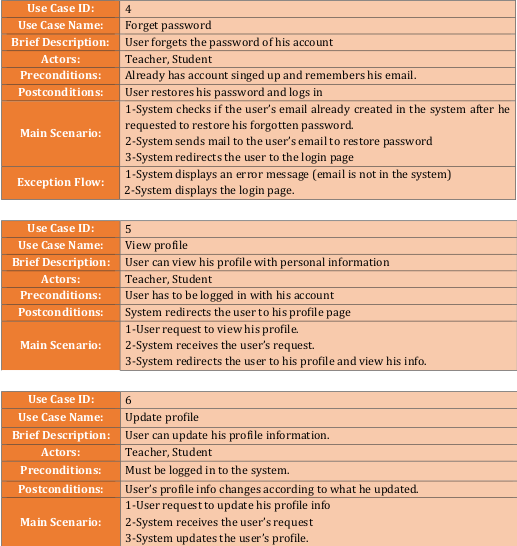 Use Case ID: 4
Use Case Name: Forget password
Brief Description: User forgets the password of his account
Actors: Teacher, Student
Preconditions: Already has account singed up and remembers his email.
Postconditions: User restores his password and logs in
Main Scenario: 1-System checks if the user's email already created in the system after he
requested to restore his forgotten password.
2-System sends mail to the user's email to restore password
3-System redirects the user to the login page
Exception Flow: 1-System displays an error message (email is not in the system)
2-System displays the login page.
Use Case ID: 5
Use Case Name: View profile
Brief Description: User can view his profile with personal information
Actors: Teacher, Student
Preconditions: User has to be logged in with his account
Postconditions: System redirects the user to his profile page
Main Scenario: 1-User request to view his profile.
2-System receives the user's request.
3-System redirects the user to his profile and view his info.
Use Case ID: 6
Use Case Name: Update profile
Brief Description: User can update his profile information.
Actors: Teacher, Student
Preconditions: Must be logged in to the system.
Postconditions: User's profile info changes according to what he updated.
Main Scenario: 1-User request to update his profile info
2-System receives the user's request
3-System updates the user's profile.